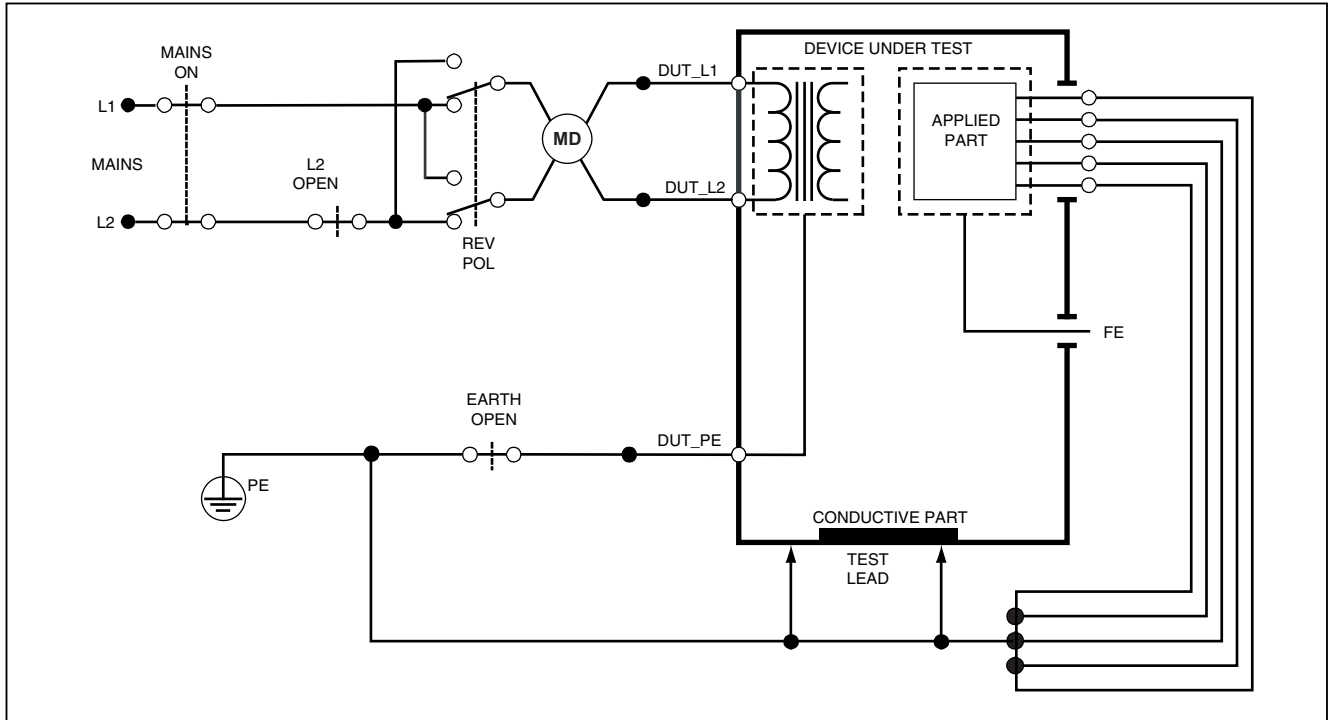 MAINS
ON
L1
MAINS
L2
OPEN
L2
REV
POL
MD
DUT_L1
DUT_L2
DEVICE UNDER TEST
APPLIED
PART
FE
EARTH
OPEN
DUT_PE
PE
CONDUCTIVE PART
TEST
LEAD